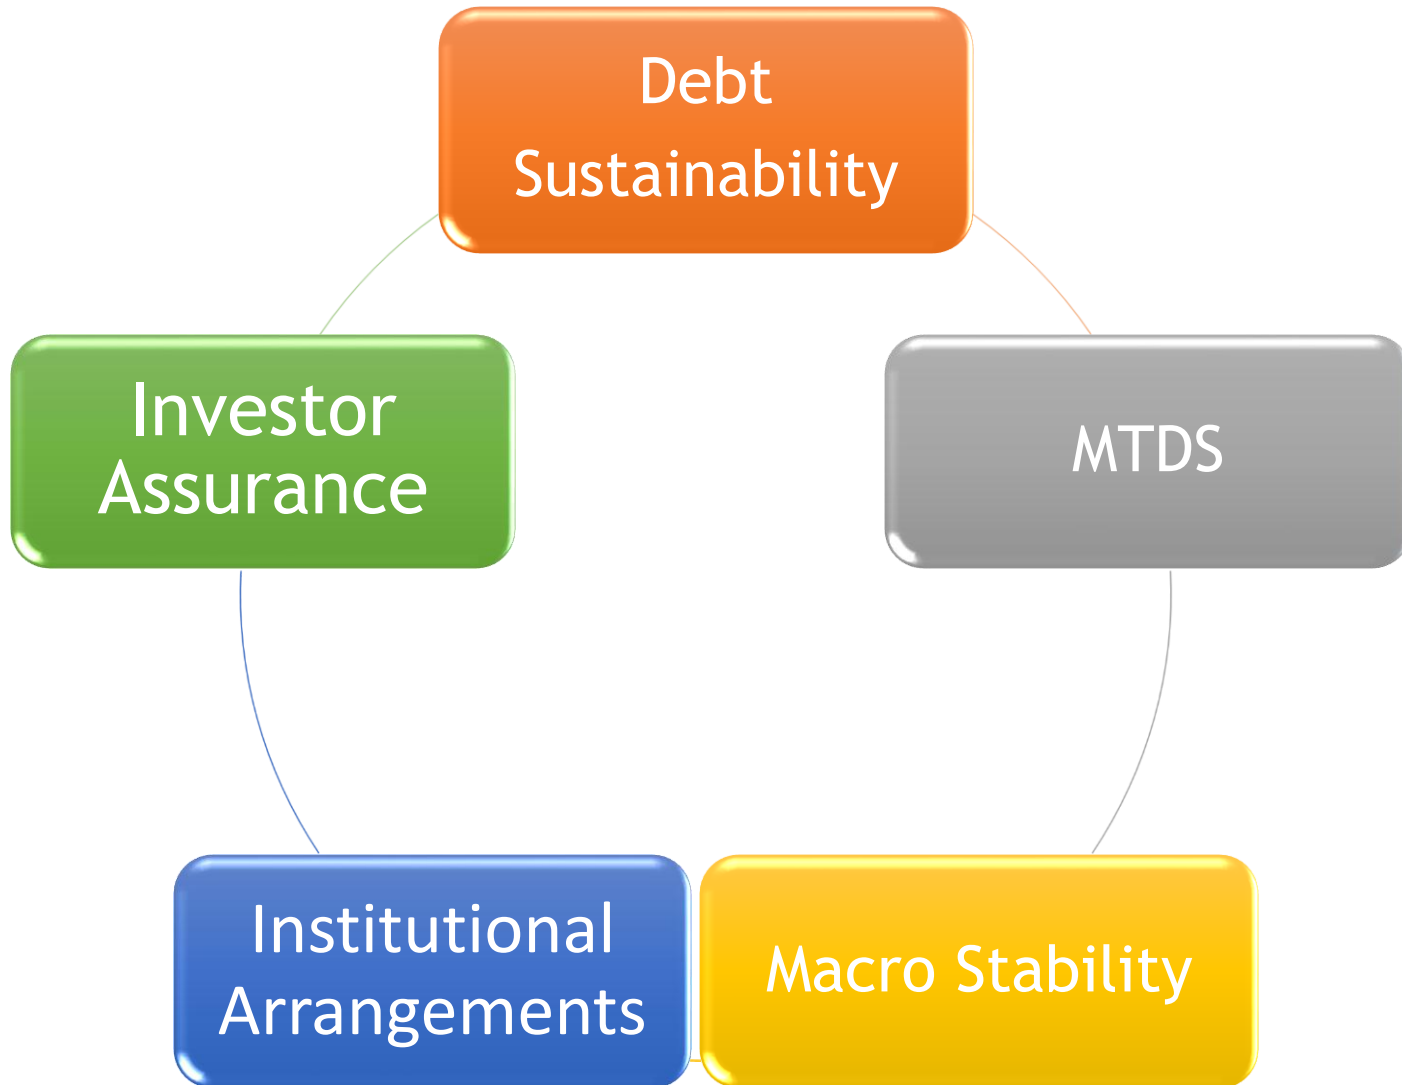 Debt
Sustainability
MTDS
Macro Stability
Institutional
Arrangements
Investor
Assurance